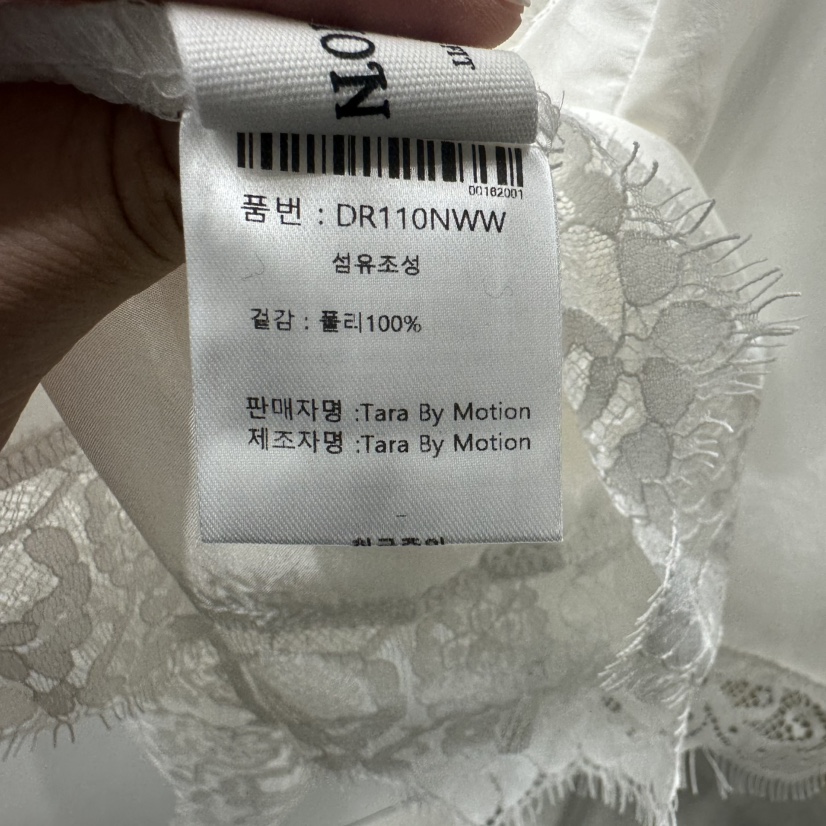 00162001
품번 : DR110NWW
섬유조성
겉감 : 폴리100%
판매자명 :Tara By Motion
제조자명 :Tara By Motion